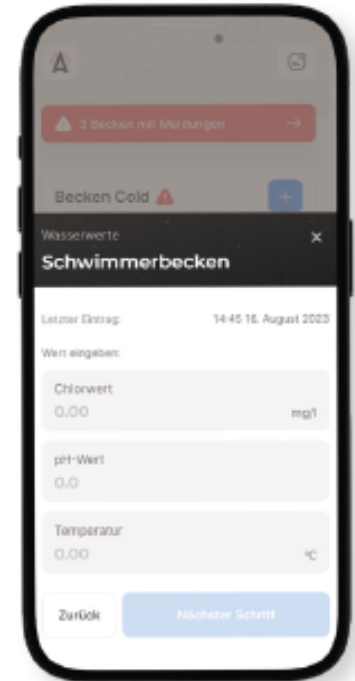 3 Becken mit Meldungen
Becken Cold
Wasserwerte
Schwimmerbecken
Letzter Eintrag: 14:45 16. August 2023
Wert eingeben:
Chlorwert
0.00 mg/l
pH-Wert
0.0
Temperatur
0.00 °C
Zurück Nächster Schritt